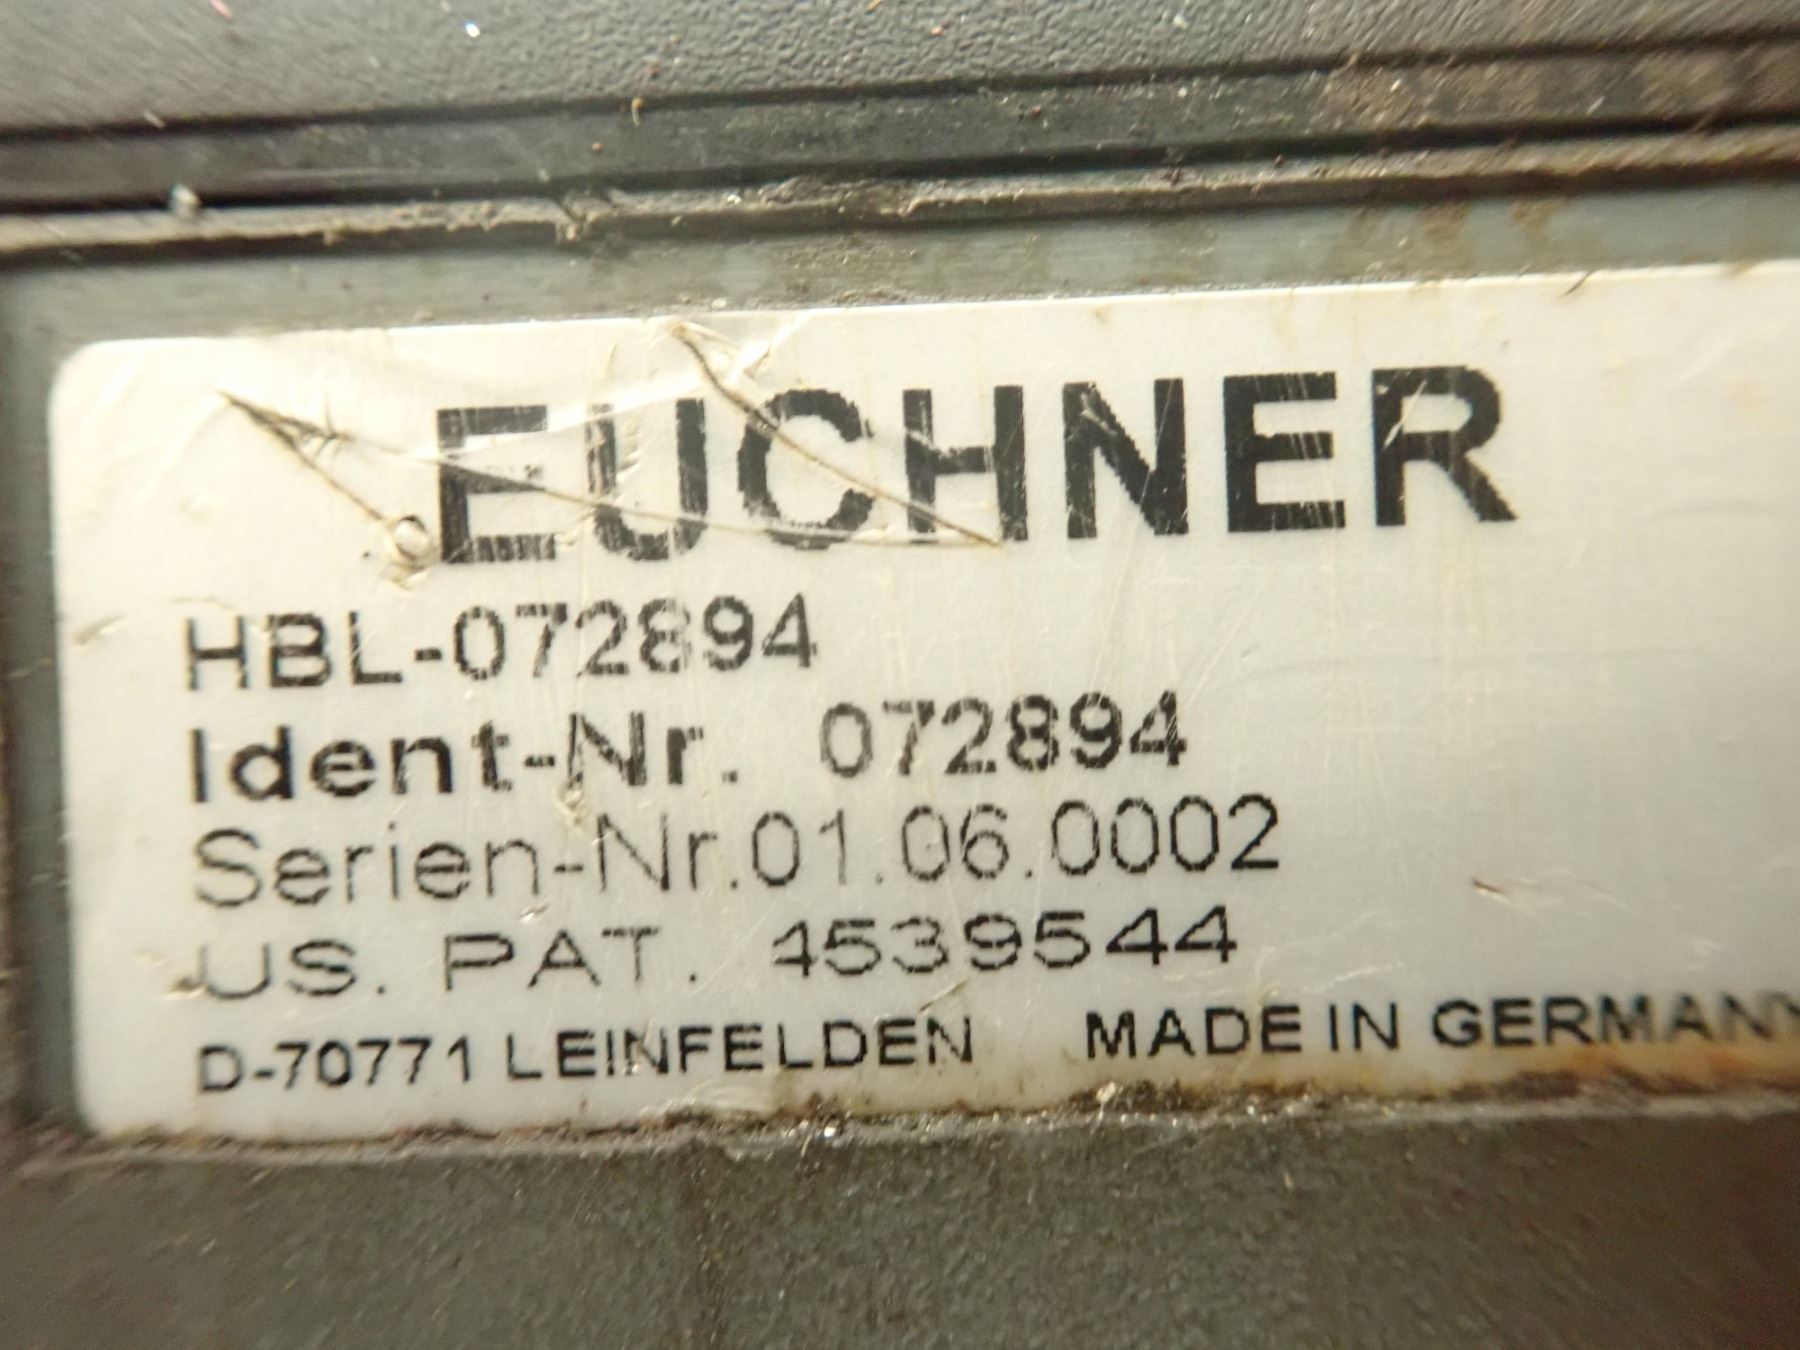 EUCHNER
HBL-072894
Ident-Nr. 072894
Serien-Nr.01.06.0002
US. PAT. 4539544
D-70771 LEINFELDEN MADE IN GERMANY